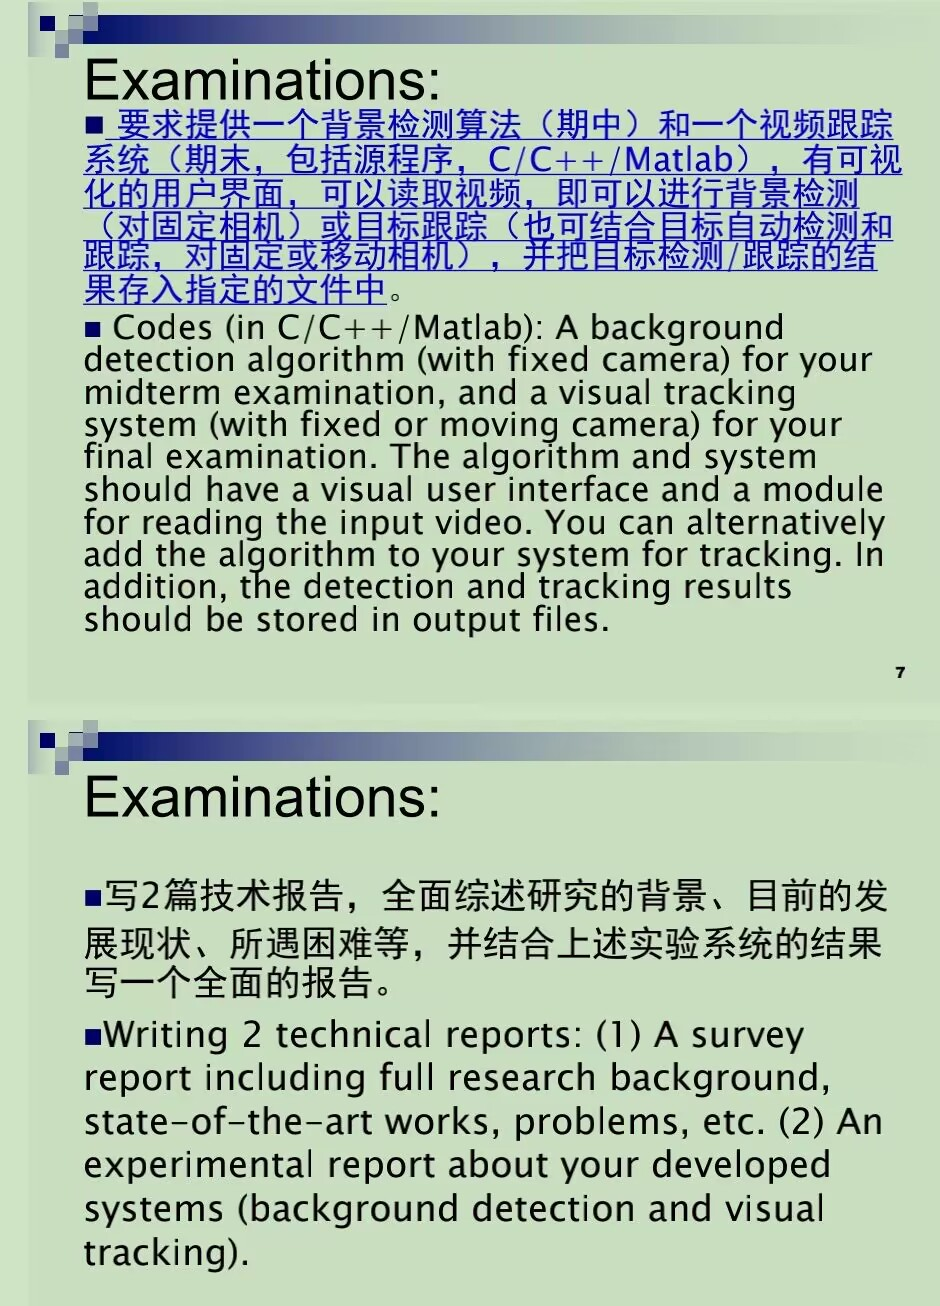 Examinations:
■ 要求提供一个背景检测算法（期中）和一个视频跟踪
系统（期末，包括源程序，C/C++/Matlab），有可视
化的用户界面，可以读取视频，即可以进行背景检测
（对固定相机）或目标跟踪（也可结合目标自动检测和
跟踪，对固定或移动相机），并把目标检测/跟踪的结
果存入指定的文件中。
■ Codes (in C/C++/Matlab): A background
detection algorithm (with fixed camera) for your
midterm examination, and a visual tracking
system (with fixed or moving camera) for your
final examination. The algorithm and system
should have a visual user interface and a module
for reading the input video. You can alternatively
add the algorithm to your system for tracking. In
addition, the detection and tracking results
should be stored in output files.
7
Examinations:
■写2篇技术报告，全面综述研究的背景、目前的发
展现状、所遇困难等，并结合上述实验系统的结果
写一个全面的报告。
■Writing 2 technical reports: (1) A survey
report including full research background,
state-of-the-art works, problems, etc. (2) An
experimental report about your developed
systems (background detection and visual
tracking).